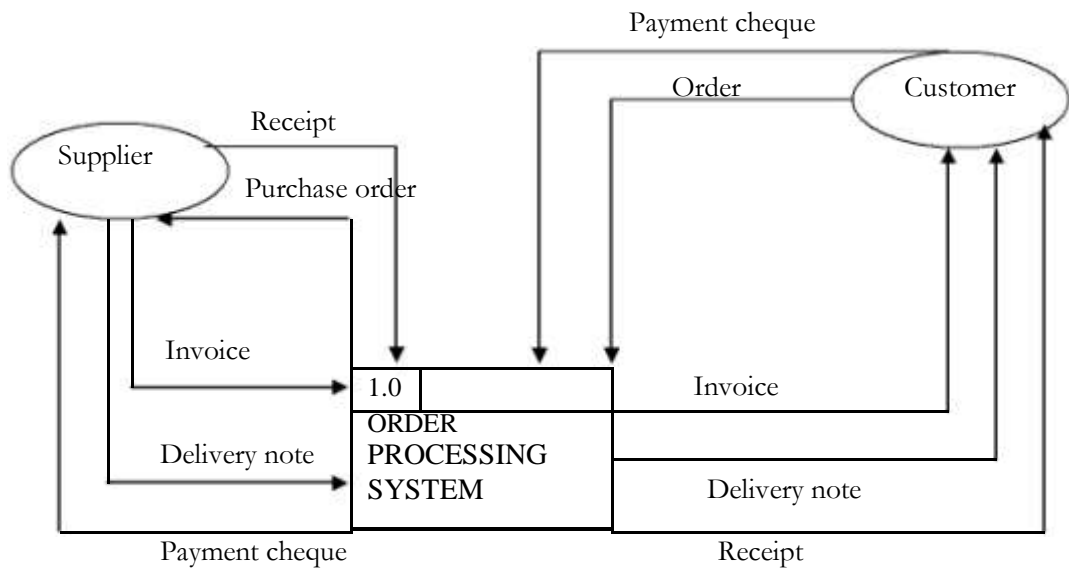 Payment cheque
Order
Customer
Receipt
Supplier
Purchase order
Invoice
1.0
Invoice
ORDER
PROCESSING
SYSTEM
Delivery note
Delivery note
Payment cheque
Receipt